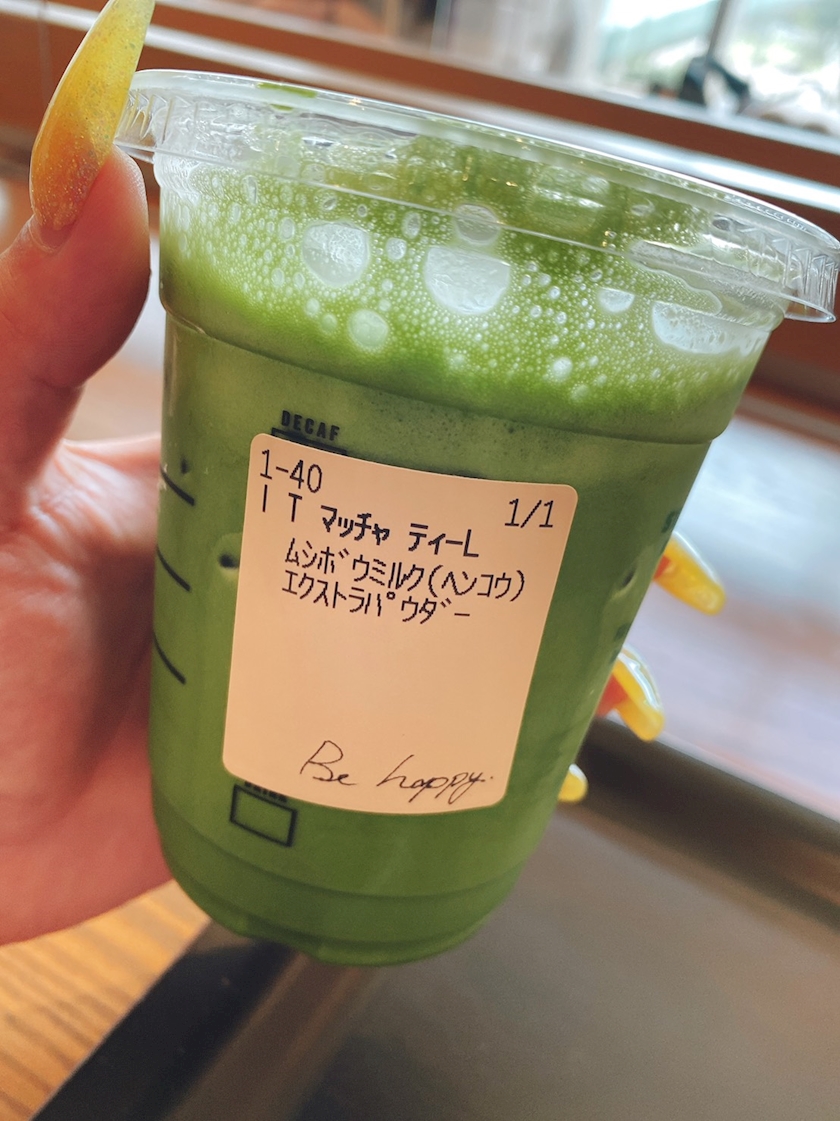 DECAF
1-40
1/1
I T マッチャ ティーL
ムシボウミルク(ヘンコウ)
エクストラパウダー
Be happy.